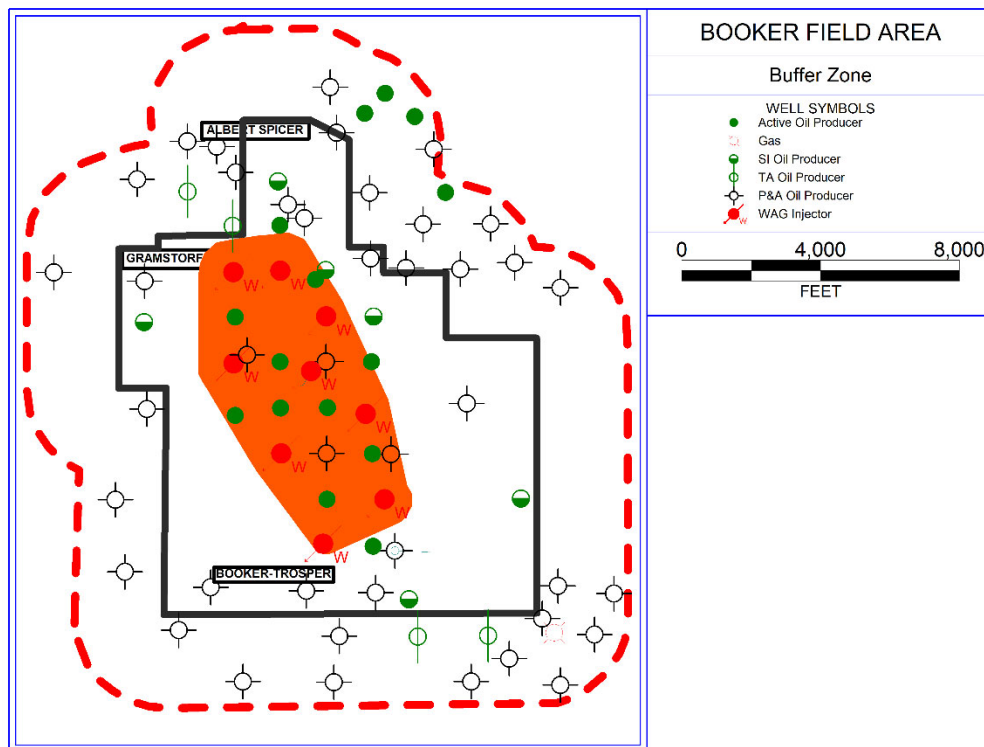 BOOKER FIELD AREA
Buffer Zone
WELL SYMBOLS
Active Oil Producer
Gas
SI Oil Producer
TA Oil Producer
P&A Oil Producer
W
WAG Injector
0 4,000 8,000
FEET
ALBERT SPICER
GRAMSTORF
W
W
W
W
W
W
W
W
W
BOOKER-TROSPER